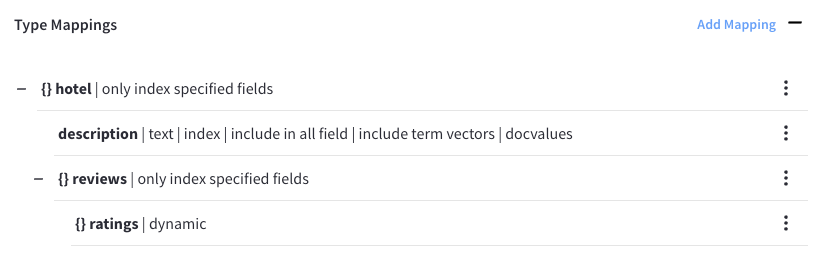 Type Mappings
Add Mapping
{} hotel | only index specified fields
description | text | index | include in all field | include term vectors | docvalues
{} reviews | only index specified fields
{} ratings | dynamic